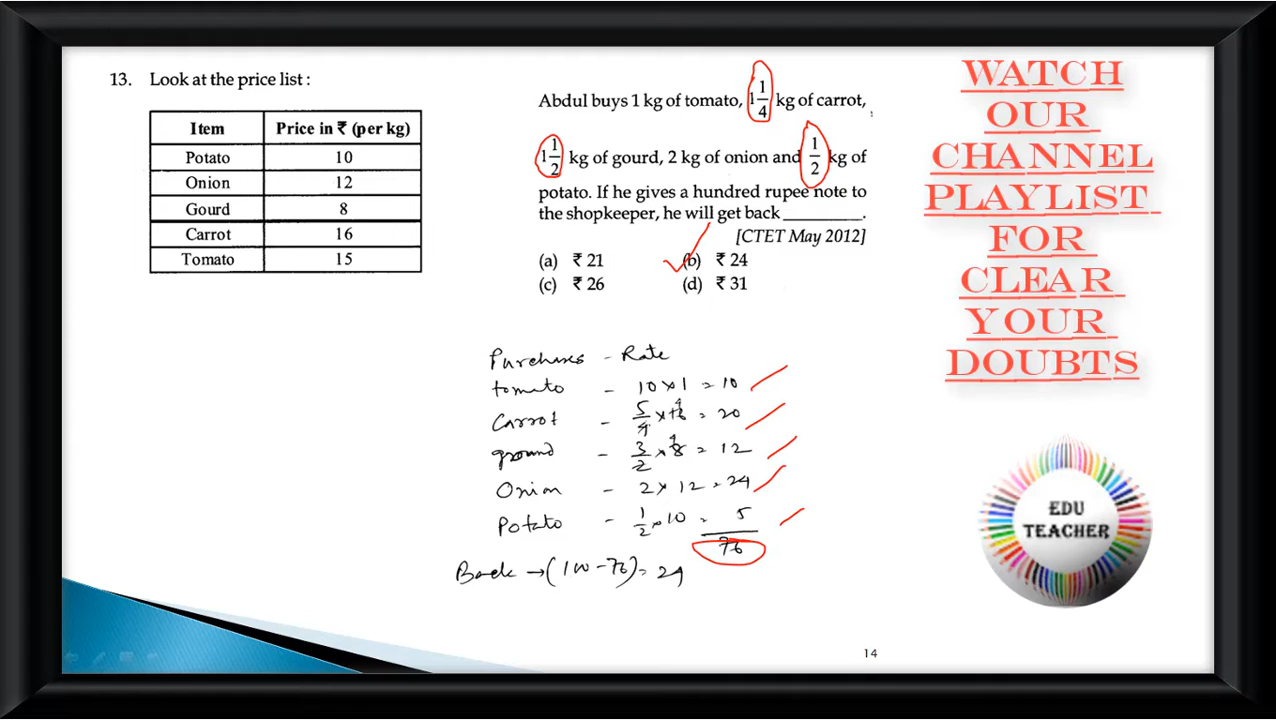 13. Look at the price list :
Item Price in ₹ (per kg)
Potato 10
Onion 12
Gourd 8
Carrot 16
Tomato 15
Abdul buys 1 kg of tomato, 1 1/4 kg of carrot,
1 1/2 kg of gourd, 2 kg of onion and 1/2 kg of
potato. If he gives a hundred rupee note to
the shopkeeper, he will get back ________.
[CTET May 2012]
(a) ₹ 21 (b) ₹ 24
(c) ₹ 26 (d) ₹ 31
Purchases - Rate
tomato - 10 × 1 = 10
Carrot - 5/4 × 16 4 = 20
ground - 3/2 × 8 4 = 12
Onion - 2 × 12 = 24
Potato - 1/2 × 10 = 5
76
Back → (100 - 76) = 24
WATCH
OUR
CHANNEL
PLAYLIST
FOR
CLEAR
YOUR
DOUBTS
EDU
TEACHER
14